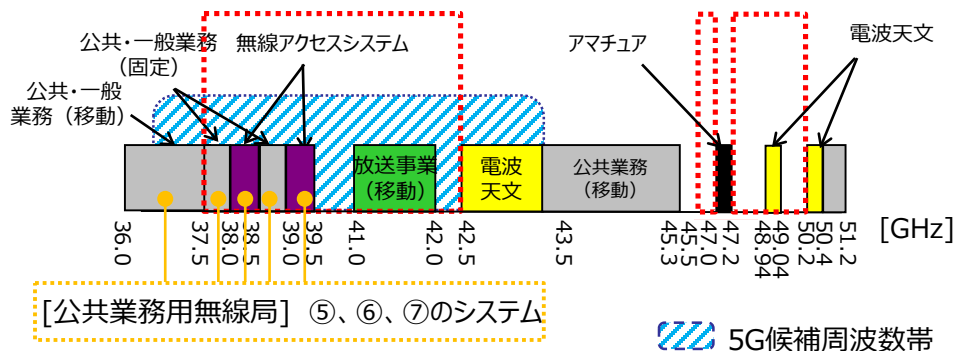 公共・一般業務
(固定)
無線アクセスシステム
アマチュア
電波天文
公共・一般
業務(移動)
放送事業
(移動)
電波
天文
公共業務
(移動)
36.0
37.5
38.0
38.5
39.0
39.5
41.0
42.0
42.5
43.5
45.3
45.5
47.0
47.2
48.94
49.04
50.2
50.4
51.2
[GHz]
[公共業務用無線局] ⑤、⑥、⑦のシステム
5G候補周波数帯